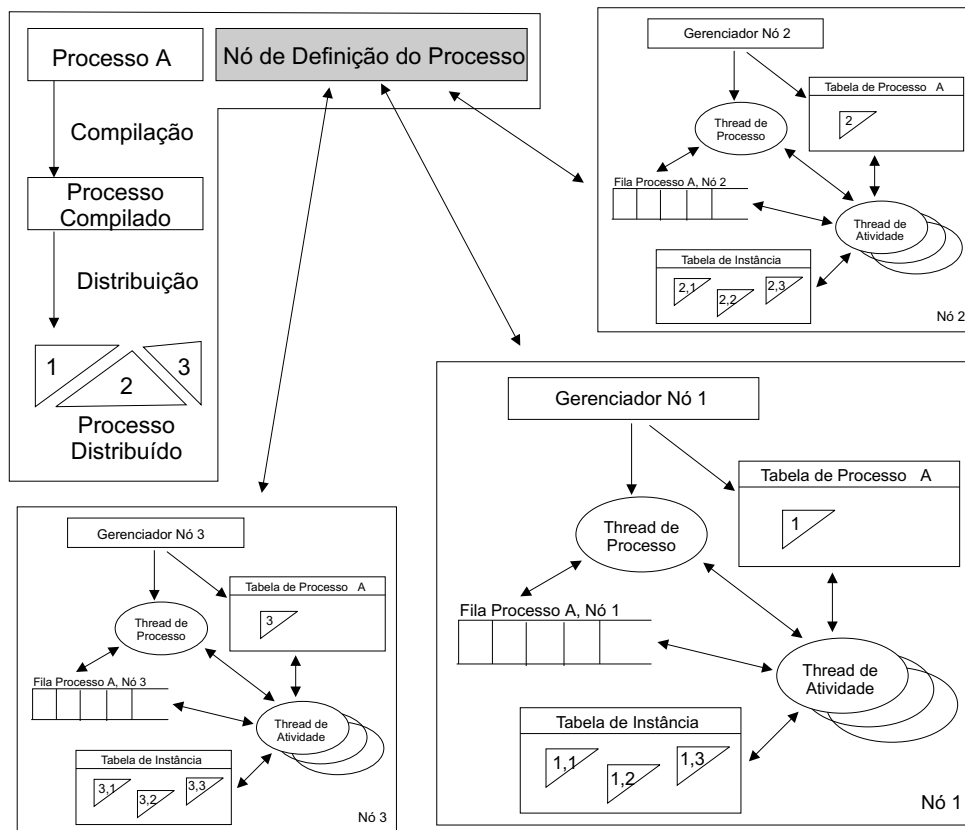 Processo A
Nó de Definição do Processo
Compilação
Processo
Compilado
Distribuição
1
2
3
Processo
Distribuído
Gerenciador Nó 2
Tabela de Processo A
2
Thread de
Processo
Fila Processo A, Nó 2
Thread de
Atividade
Tabela de Instância
2,1
2,2
2,3
Nó 2
Gerenciador Nó 1
Tabela de Processo A
1
Thread de
Processo
Fila Processo A, Nó 1
Thread de
Atividade
Tabela de Instância
1,1
1,2
1,3
Nó 1
Gerenciador Nó 3
Tabela de Processo A
3
Thread de
Processo
Fila Processo A, Nó 3
Thread de
Atividade
Tabela de Instância
3,1
3,2
3,3
Nó 3